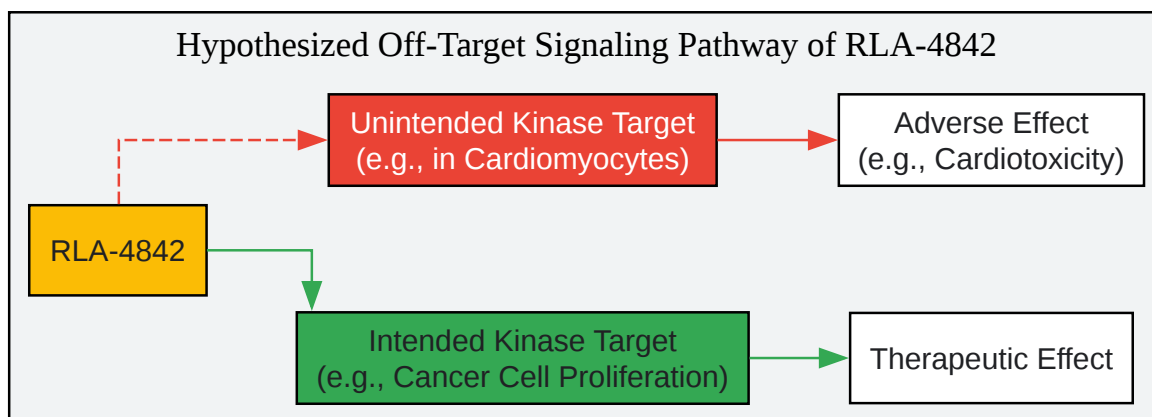 Hypothesized Off-Target Signaling Pathway of RLA-4842
Unintended Kinase Target
(e.g., in Cardiomyocytes)
Adverse Effect
(e.g., Cardiotoxicity)
RLA-4842
Intended Kinase Target
(e.g., Cancer Cell Proliferation)
Therapeutic Effect